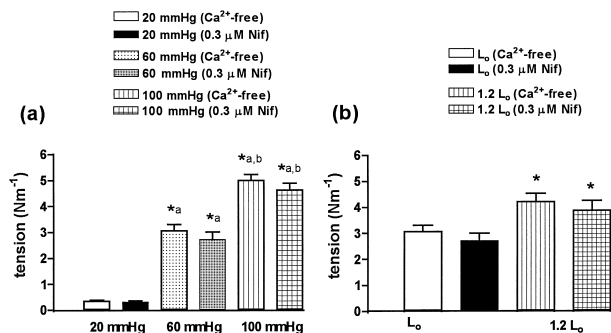 20 mmHg (Ca2+-free)
20 mmHg (0.3 µM Nif)
60 mmHg (Ca2+-free)
60 mmHg (0.3 µM Nif)
100 mmHg (Ca2+-free)
100 mmHg (0.3 µM Nif)
Lo (Ca2+-free)
Lo (0.3 µM Nif)
1.2 Lo (Ca2+-free)
1.2 Lo (0.3 µM Nif)
(a)
tension (Nm-1)
6
5
4
3
2
1
0
*a
*a
*a,b
*a,b
20 mmHg
60 mmHg
100 mmHg
(b)
tension (Nm-1)
6
5
4
3
2
1
0
*
*
Lo
1.2 Lo